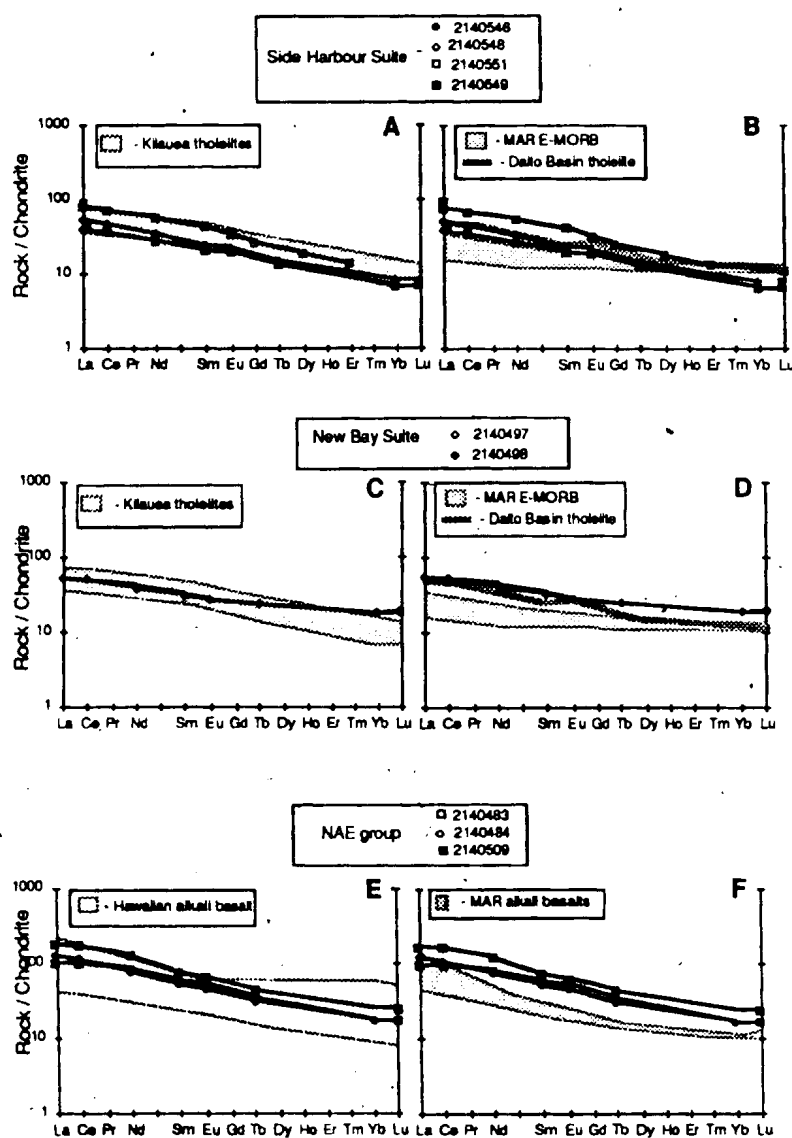 Side Harbour Suite
2140546
2140548
2140551
2140549
A
- Kilauea tholeiites
B
- MAR E-MORB
- Daito Basin tholeiite
Rock / Chondrite
1000
100
10
1
La Ce Pr Nd Sm Eu Gd Tb Dy Ho Er Tm Yb Lu
La Ce Pr Nd Sm Eu Gd Tb Dy Ho Er Tm Yb Lu
New Bay Suite
2140497
2140498
C
- Kilauea tholeiites
D
- MAR E-MORB
- Daito Basin tholeiite
Rock / Chondrite
1000
100
10
1
La Ce Pr Nd Sm Eu Gd Tb Dy Ho Er Tm Yb Lu
La Ce Pr Nd Sm Eu Gd Tb Dy Ho Er Tm Yb Lu
NAE group
2140483
2140484
2140509
E
- Hawaiian alkali basalt
F
- MAR alkali basalts
Rock / Chondrite
1000
100
10
1
La Ce Pr Nd Sm Eu Gd Tb Dy Ho Er Tm Yb Lu
La Ce Pr Nd Sm Eu Gd Tb Dy Ho Er Tm Yb Lu